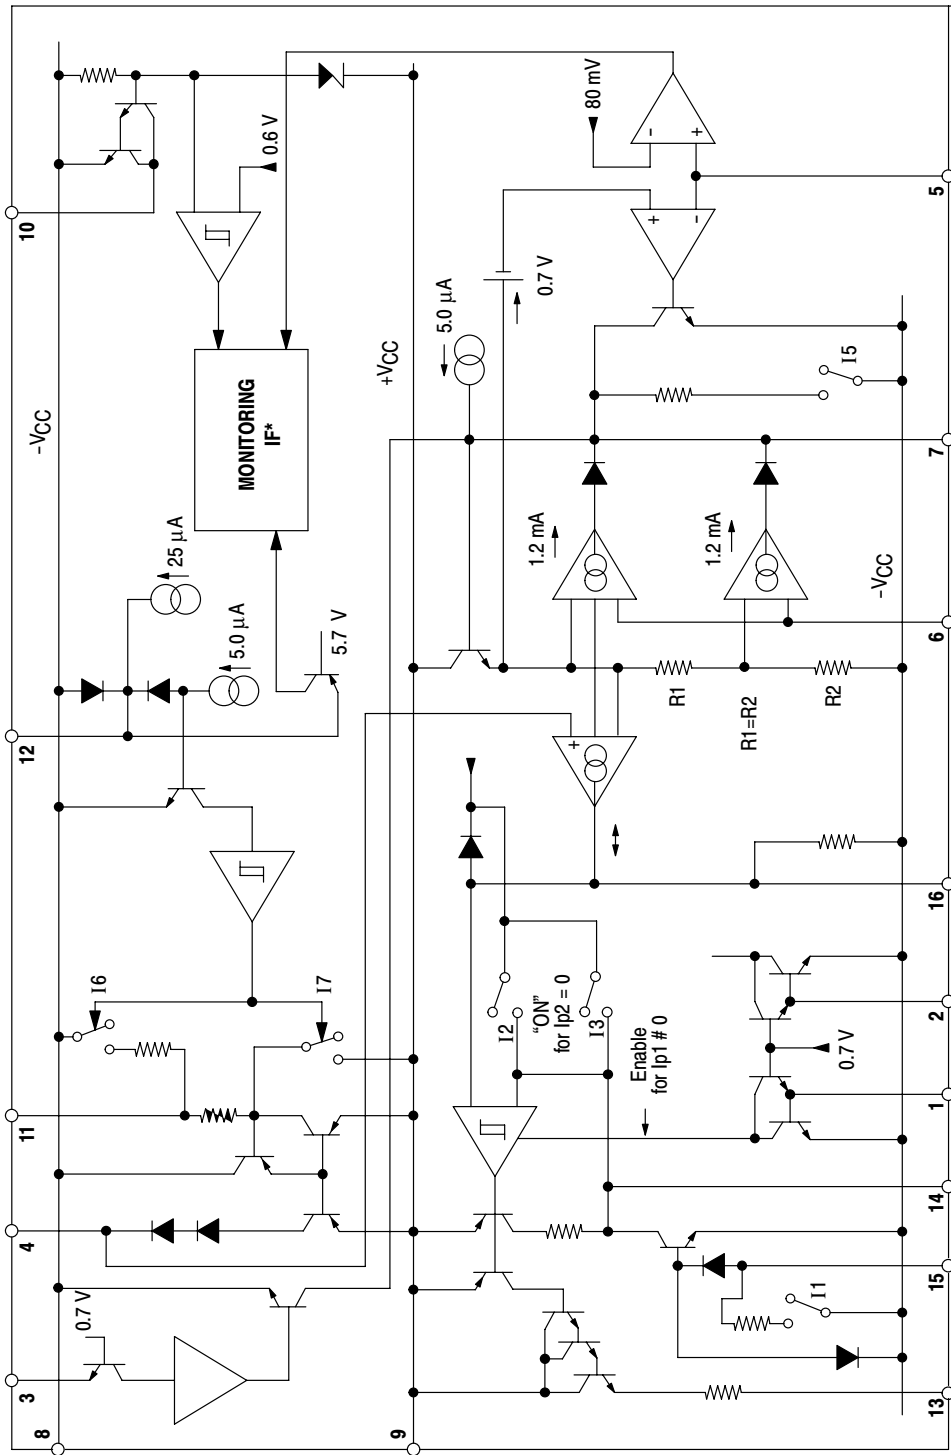 10
-VCC
0.6 V
80 mV
MONITORING
IF*
+VCC
5.0 µA
0.7 V
5
25 µA
5.0 µA
5.7 V
12
1.2 mA
1.2 mA
I5
7
-VCC
6
R1
R1=R2
R2
+
-
+
-
+
I6
I7
11
I2
"ON"
for Ip2 = 0
I3
16
Enable
for Ip1 # 0
0.7 V
2
1
4
14
15
I1
3
0.7 V
8
9
13